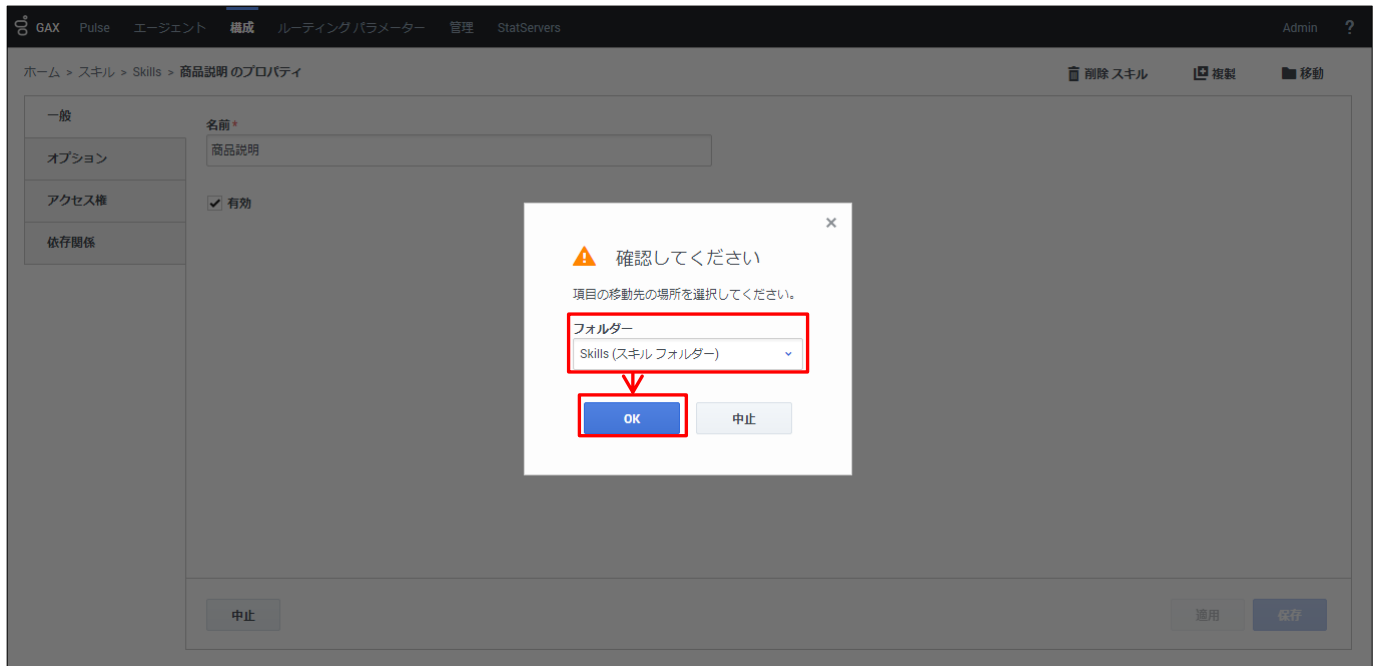 GAX Pulse エージェント 構成 ルーティング パラメーター 管理 StatServers Admin ?
ホーム > スキル > Skills > 商品説明 のプロパティ 削除 スキル 複製 移動
一般
オプション
アクセス権
依存関係
名前*
商品説明
有効
確認してください
項目の移動先の場所を選択してください。
フォルダー
Skills (スキル フォルダー)
OK 中止
中止 適用 保存